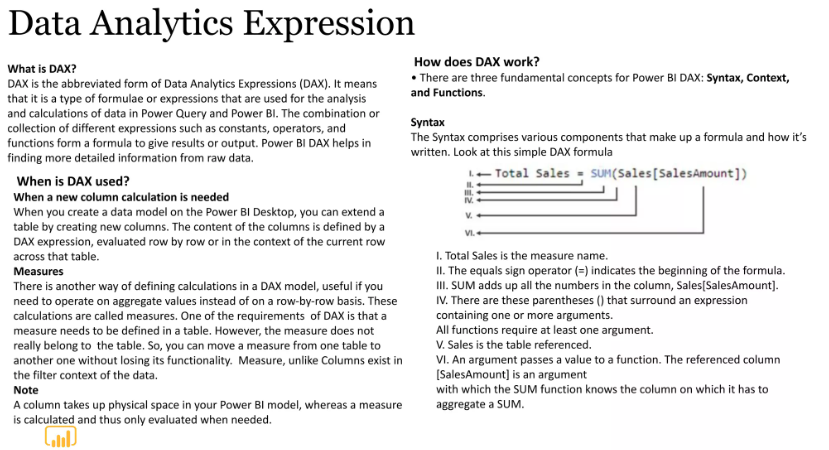 Data Analytics Expression
What is DAX?
DAX is the abbreviated form of Data Analytics Expressions (DAX). It means
that it is a type of formulae or expressions that are used for the analysis
and calculations of data in Power Query and Power BI. The combination or
collection of different expressions such as constants, operators, and
functions form a formula to give results or output. Power BI DAX helps in
finding more detailed information from raw data.
When is DAX used?
When a new column calculation is needed
When you create a data model on the Power BI Desktop, you can extend a
table by creating new columns. The content of the columns is defined by a
DAX expression, evaluated row by row or in the context of the current row
across that table.
Measures
There is another way of defining calculations in a DAX model, useful if you
need to operate on aggregate values instead of on a row-by-row basis. These
calculations are called measures. One of the requirements of DAX is that a
measure needs to be defined in a table. However, the measure does not
really belong to the table. So, you can move a measure from one table to
another one without losing its functionality. Measure, unlike Columns exist in
the filter context of the data.
Note
A column takes up physical space in your Power BI model, whereas a measure
is calculated and thus only evaluated when needed.
How does DAX work?
• There are three fundamental concepts for Power BI DAX: Syntax, Context,
and Functions.
Syntax
The Syntax comprises various components that make up a formula and how it's
written. Look at this simple DAX formula
I. Total Sales = SUM(Sales[SalesAmount])
II.
III.
IV.
V.
VI.
I. Total Sales is the measure name.
II. The equals sign operator (=) indicates the beginning of the formula.
III. SUM adds up all the numbers in the column, Sales[SalesAmount].
IV. There are these parentheses () that surround an expression
containing one or more arguments.
All functions require at least one argument.
V. Sales is the table referenced.
VI. An argument passes a value to a function. The referenced column
[SalesAmount] is an argument
with which the SUM function knows the column on which it has to
aggregate a SUM.